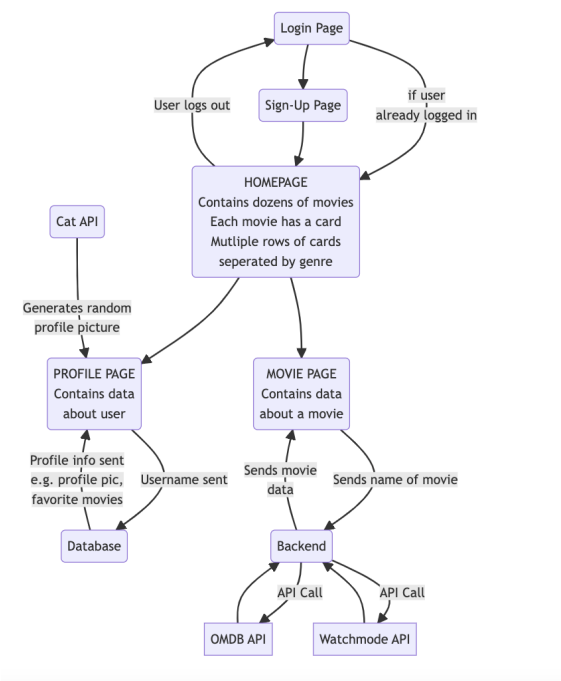 Login Page
User logs out
Sign-Up Page
if user
already logged in
HOMEPAGE
Contains dozens of movies
Each movie has a card
Mutliple rows of cards
seperated by genre
Cat API
Generates random
profile picture
PROFILE PAGE
Contains data
about user
MOVIE PAGE
Contains data
about a movie
Profile info sent
e.g. profile pic,
favorite movies
Username sent
Sends movie
data
Sends name of movie
Database
Backend
API Call
API Call
OMDB API
Watchmode API